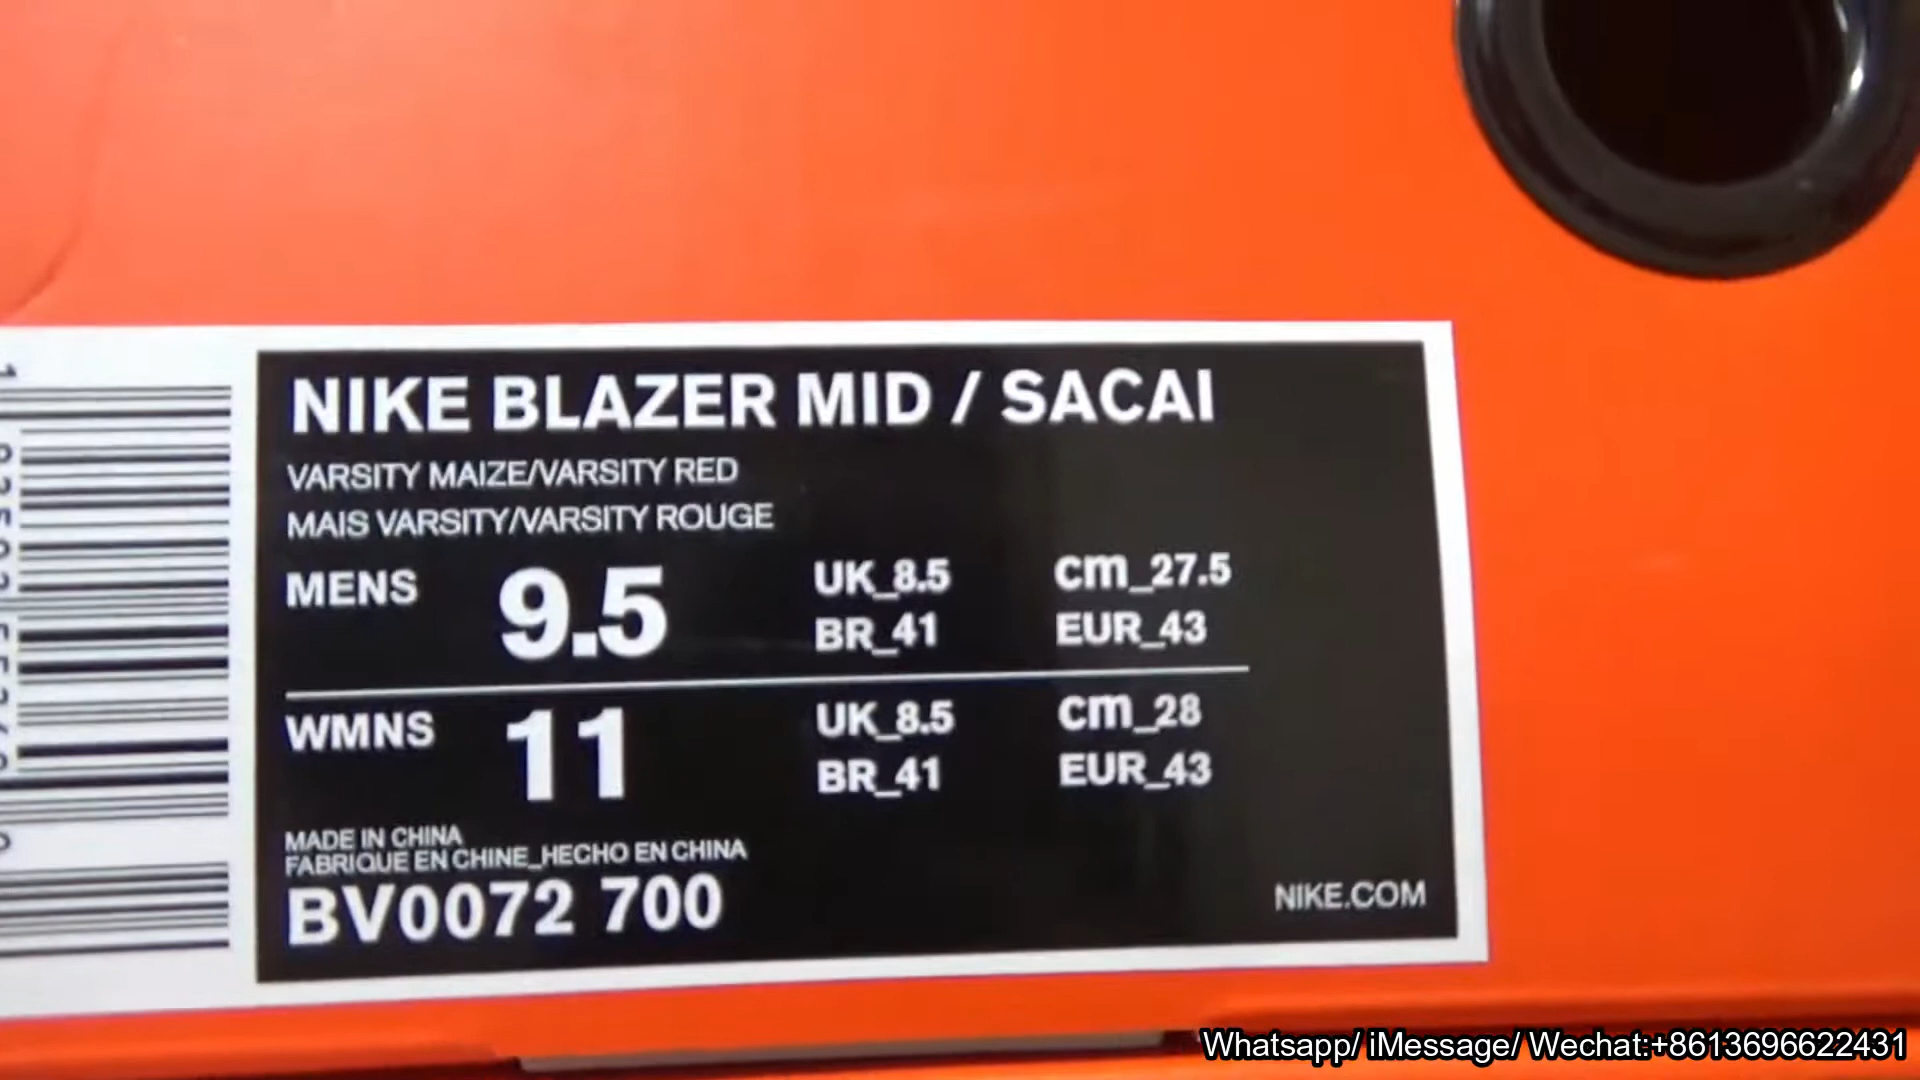 NIKE BLAZER MID / SACAI
VARSITY MAIZE/VARSITY RED
MAIS VARSITY/VARSITY ROUGE
MENS 9.5 UK_8.5 cm_27.5
BR_41 EUR_43
WMNS 11 UK_8.5 cm_28
BR_41 EUR_43
MADE IN CHINA
FABRIQUE EN CHINE_HECHO EN CHINA
BV0072 700
NIKE.COM
Whatsapp/ iMessage/ Wechat:+8613696622431